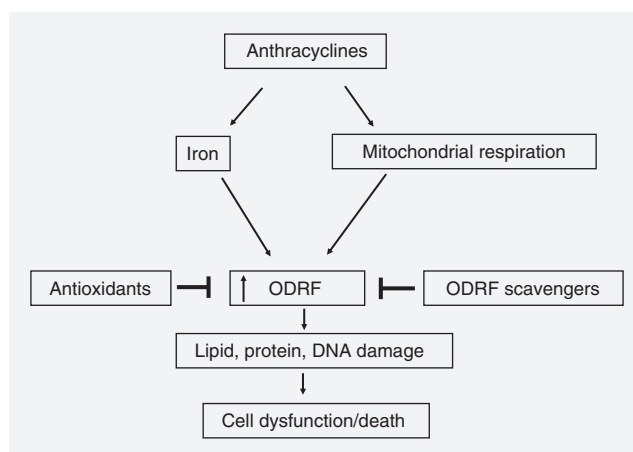 Anthracyclines
Iron
Mitochondrial respiration
Antioxidants
ODRF
ODRF scavengers
Lipid, protein, DNA damage
Cell dysfunction/death